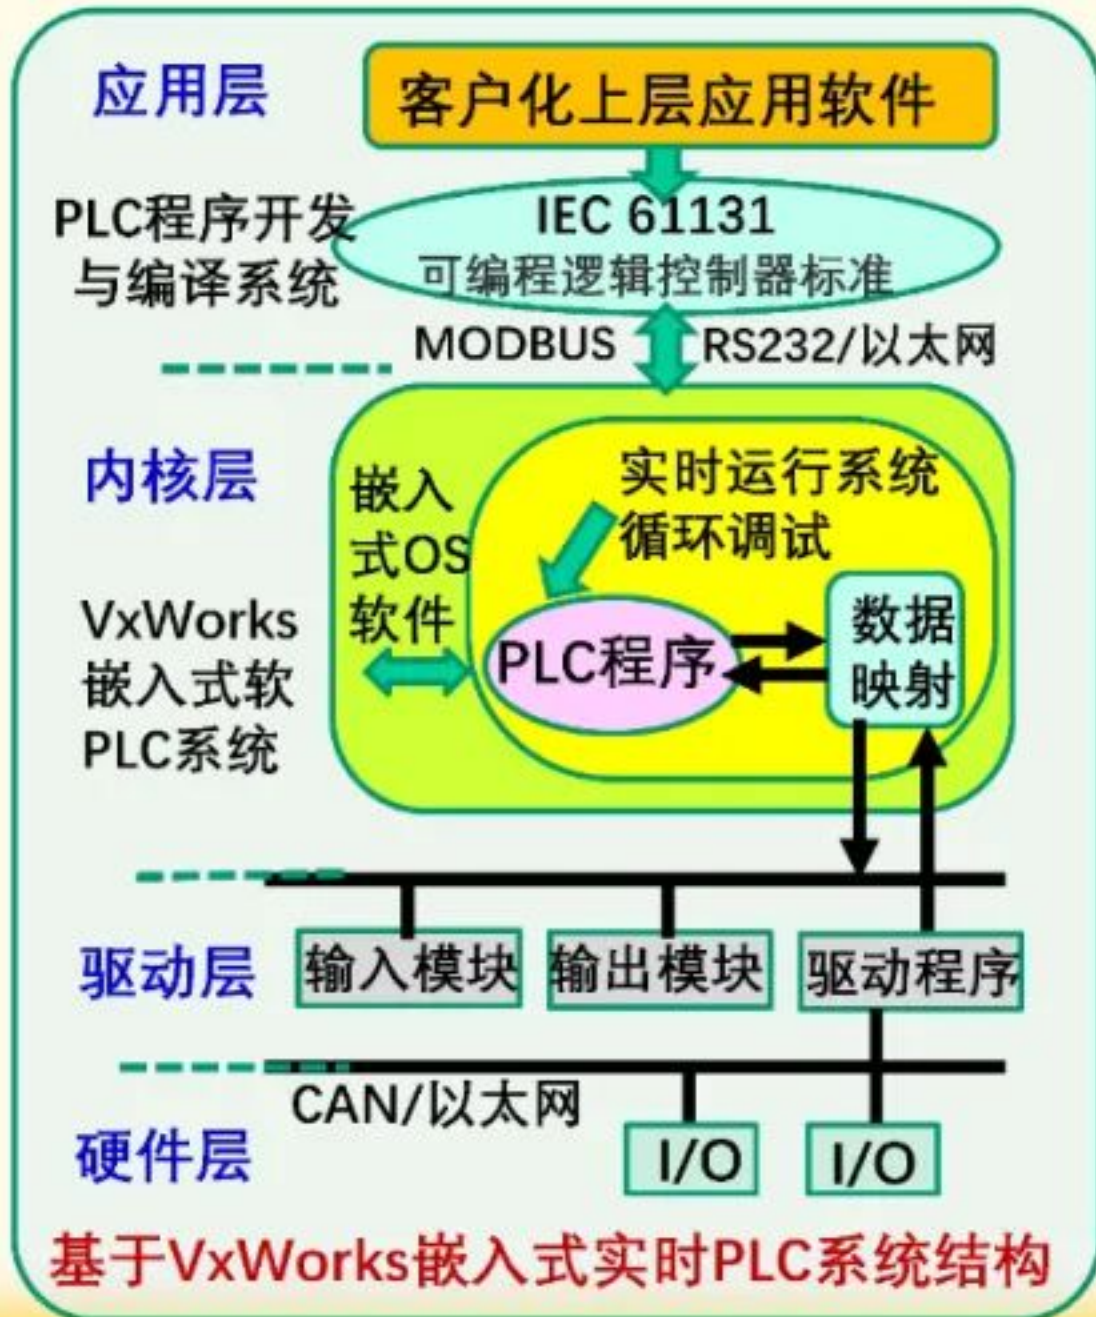 应用层
客户化上层应用软件
PLC程序开发
与编译系统
IEC 61131
可编程逻辑控制器标准
MODBUS
RS232/以太网
内核层
嵌入
式OS
软件
实时运行系统
循环调试
VxWorks
嵌入式软
PLC系统
PLC程序
数据
映射
驱动层
输入模块
输出模块
驱动程序
CAN/以太网
硬件层
I/O
I/O
基于VxWorks嵌入式实时PLC系统结构